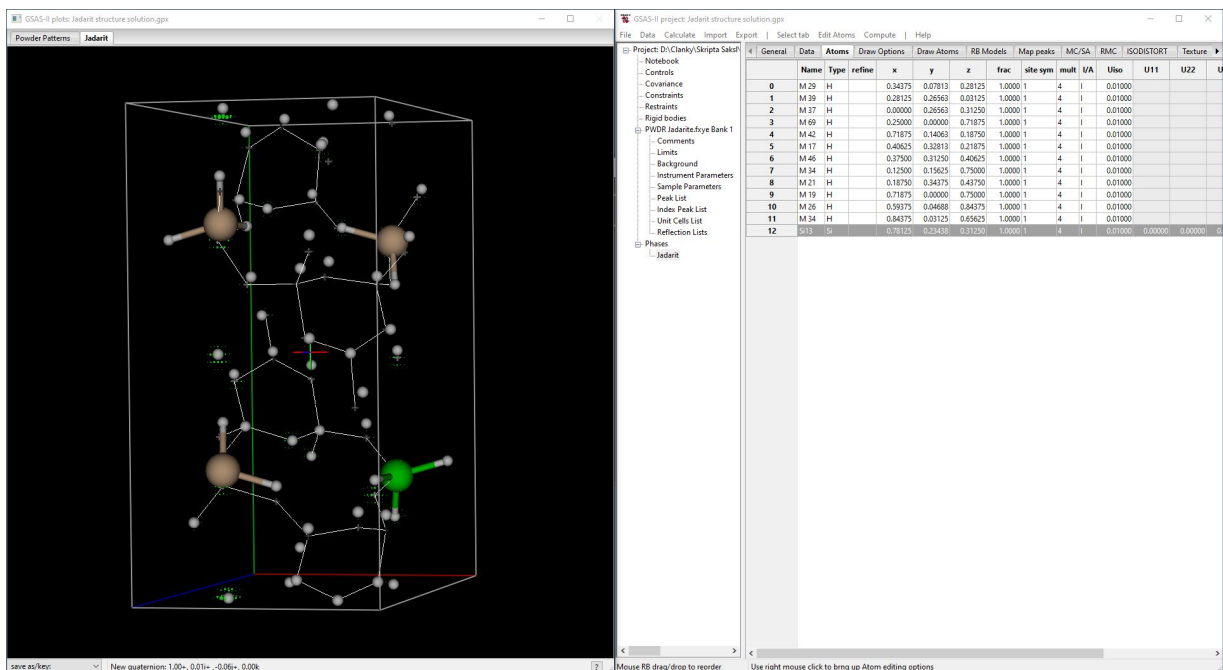 GSAS-II plots: Jadarit structure solution.gpx
Powder Patterns Jadarit
save as/key: New quaternion: 1.00+, 0.01i+ ,-0.06j+, 0.00k ?
GSAS-II project: Jadarit structure solution.gpx
File Data Calculate Import Export | Select tab Edit Atoms Compute | Help
Project: D:\Clanky\Skripta Saksl\
Notebook
Controls
Covariance
Constraints
Restraints
Rigid bodies
PWDR Jadarite.fxye Bank 1
Comments
Limits
Background
Instrument Parameters
Sample Parameters
Peak List
Index Peak List
Unit Cells List
Reflection Lists
Phases
Jadarit
General Data Atoms Draw Options Draw Atoms RB Models Map peaks MC/SA RMC ISODISTORT Texture
Name Type refine x y z frac site sym mult I/A Uiso U11 U22 U
0 M 29 H 0.34375 0.07813 0.28125 1.0000 1 4 I 0.01000
1 M 39 H 0.28125 0.26563 0.03125 1.0000 1 4 I 0.01000
2 M 37 H 0.00000 0.26563 0.31250 1.0000 1 4 I 0.01000
3 M 69 H 0.25000 0.00000 0.71875 1.0000 1 4 I 0.01000
4 M 42 H 0.71875 0.14063 0.18750 1.0000 1 4 I 0.01000
5 M 17 H 0.40625 0.32813 0.21875 1.0000 1 4 I 0.01000
6 M 46 H 0.37500 0.31250 0.40625 1.0000 1 4 I 0.01000
7 M 34 H 0.12500 0.15625 0.75000 1.0000 1 4 I 0.01000
8 M 21 H 0.18750 0.34375 0.43750 1.0000 1 4 I 0.01000
9 M 19 H 0.71875 0.00000 0.75000 1.0000 1 4 I 0.01000
10 M 26 H 0.59375 0.04688 0.84375 1.0000 1 4 I 0.01000
11 M 34 H 0.84375 0.03125 0.65625 1.0000 1 4 I 0.01000
12 Si13 Si 0.78125 0.23438 0.31250 1.0000 1 4 I 0.01000 0.00000 0.00000 0.
Mouse RB drag/drop to reorder Use right mouse click to brng up Atom editing options